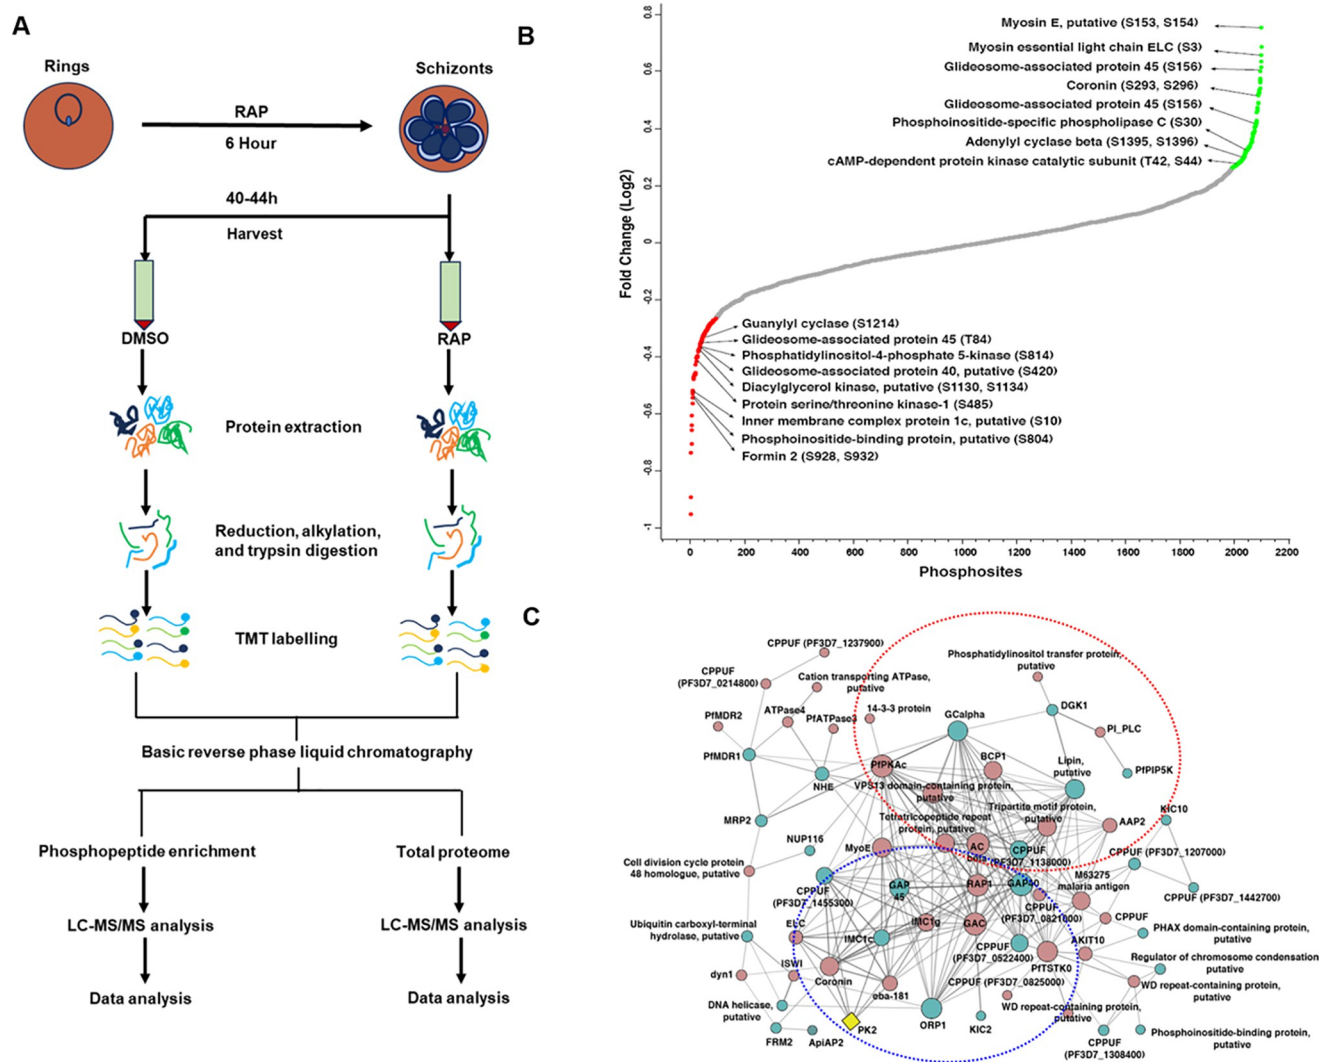 A
Rings
Schizonts
RAP
6 Hour
40-44h
Harvest
DMSO
RAP
Protein extraction
Reduction, alkylation,
and trypsin digestion
TMT labelling
Basic reverse phase liquid chromatography
Phosphopeptide enrichment
Total proteome
LC-MS/MS analysis
LC-MS/MS analysis
Data analysis
Data analysis
B
Fold Change (Log2)
0.8
0.6
0.4
0.2
0
-0.2
-0.4
-0.6
-0.8
-1
Myosin E, putative (S153, S154)
Myosin essential light chain ELC (S3)
Glideosome-associated protein 45 (S156)
Coronin (S293, S296)
Glideosome-associated protein 45 (S156)
Phosphoinositide-specific phospholipase C (S30)
Adenylyl cyclase beta (S1395, S1396)
cAMP-dependent protein kinase catalytic subunit (T42, S44)
Guanylyl cyclase (S1214)
Glideosome-associated protein 45 (T84)
Phosphatidylinositol-4-phosphate 5-kinase (S814)
Glideosome-associated protein 40, putative (S420)
Diacylglycerol kinase, putative (S1130, S1134)
Protein serine/threonine kinase-1 (S485)
Inner membrane complex protein 1c, putative (S10)
Phosphoinositide-binding protein, putative (S804)
Formin 2 (S928, S932)
0 200 400 600 800 1000 1200 1400 1600 1800 2000 2200
Phosphosites
C
CPPUF (PF3D7_1237900)
CPPUF
(PF3D7_0214800)
Cation transporting ATPase,
putative
Phosphatidylinositol transfer protein,
putative
PfMDR2
ATPase4
PfATPase3
14-3-3 protein
GCalpha
DGK1
PI_PLC
PfMDR1
NHE
PfPKAc
BCP1
Lipin,
putative
PfPIP5K
VPS13 domain-containing protein,
putative
MRP2
Tetratricopeptide repeat
protein, putative
Tripartite motif protein,
putative
AAP2
KIC10
NUP116
MyoE
AC
beta
CPPUF
(PF3D7_1138000)
CPPUF (PF3D7_1207000)
Cell division cycle protein
48 homologue, putative
CPPUF
(PF3D7_1455300)
GAP
45
RAP1
GAP40
M63275
malaria antigen
CPPUF (PF3D7_1442700)
CPPUF
(PF3D7_0821000)
Ubiquitin carboxyl-terminal
hydrolase, putative
ELC
IMC1c
IMC1g
GAC
CPPUF
(PF3D7_0522400)
CPPUF
PHAX domain-containing protein,
putative
AKIT10
dyn1
ISWI
Coronin
eba-181
PfTSTK0
Regulator of chromosome condensation
putative
CPPUF (PF3D7_0825000)
WD repeat-containing protein,
putative
DNA helicase,
putative
PK2
ORP1
KIC2
WD repeat-containing protein,
putative
FRM2
ApiAP2
CPPUF
(PF3D7_1308400)
Phosphoinositide-binding protein,
putative